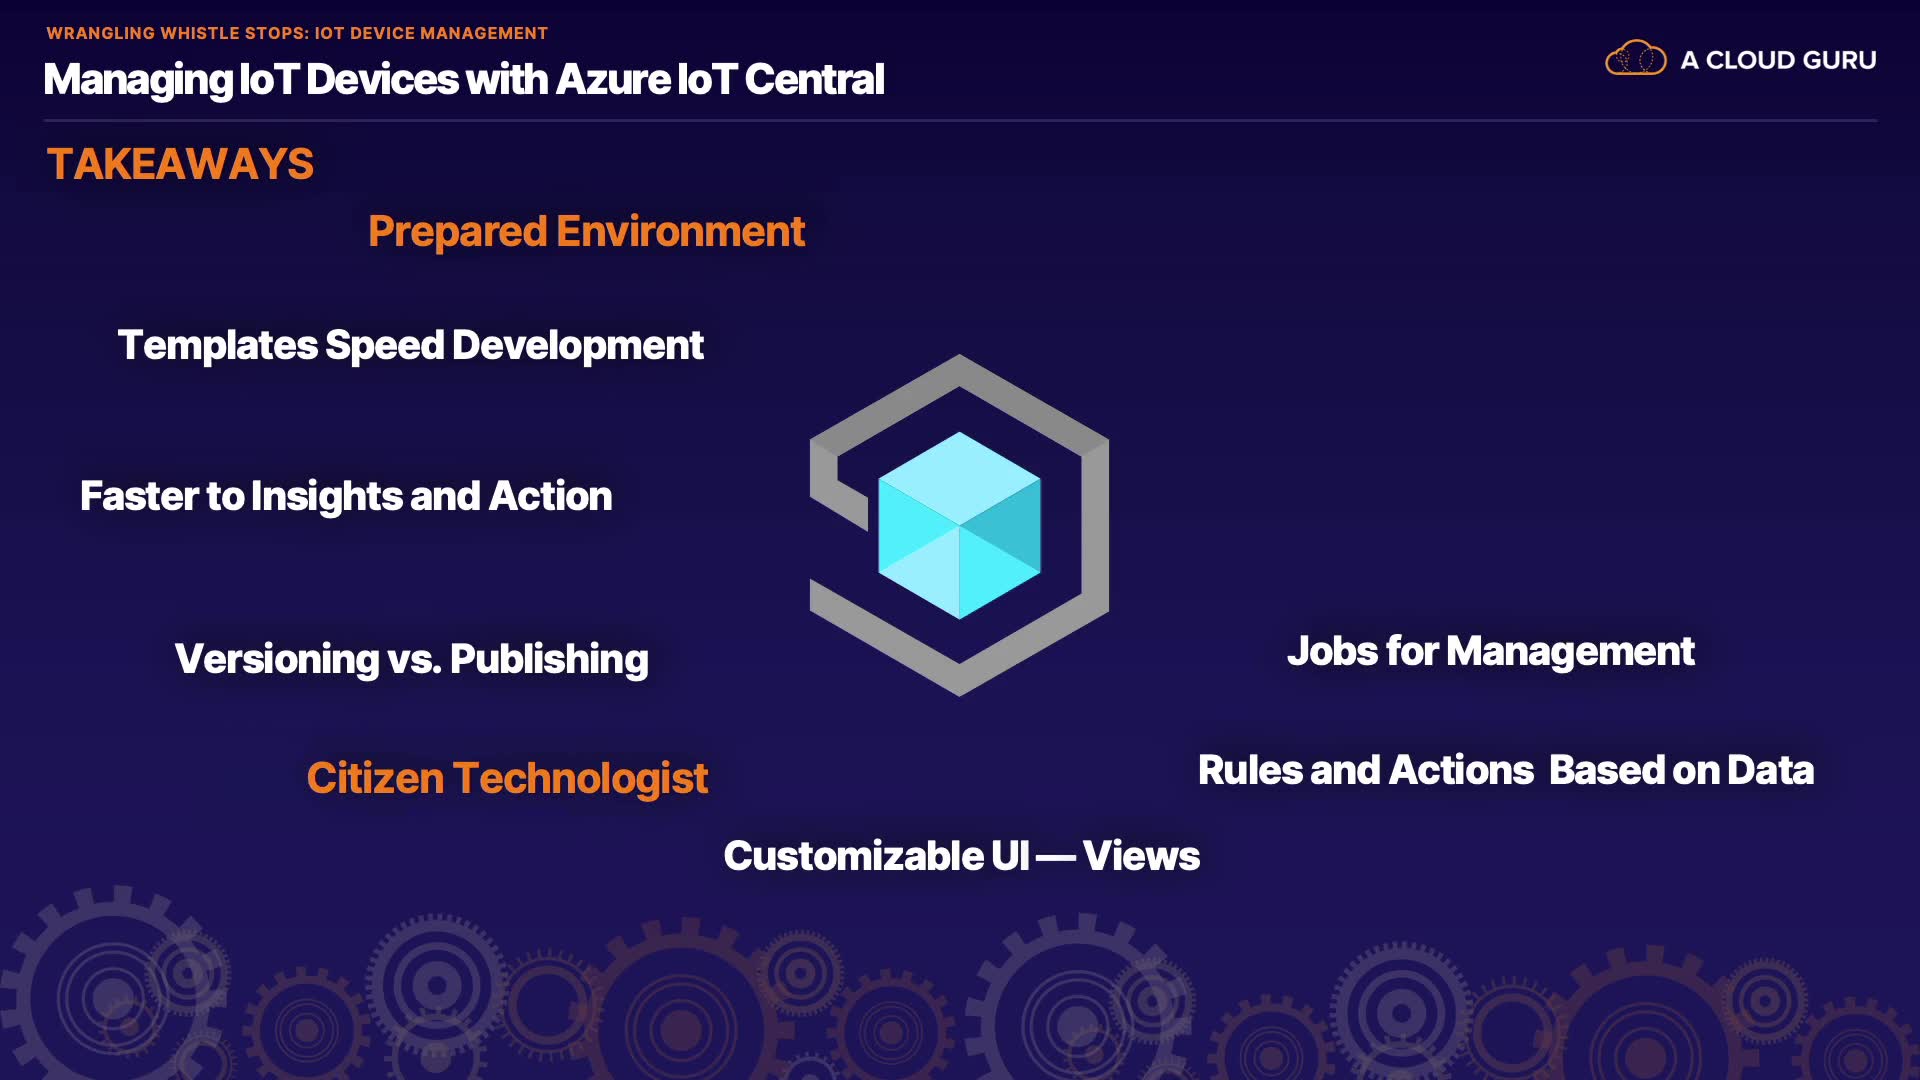 WRANGLING WHISTLE STOPS: IOT DEVICE MANAGEMENT
Managing IoT Devices with Azure IoT Central
A CLOUD GURU
TAKEAWAYS
Prepared Environment
Templates Speed Development
Faster to Insights and Action
Versioning vs. Publishing
Citizen Technologist
Customizable UI — Views
Jobs for Management
Rules and Actions  Based on Data